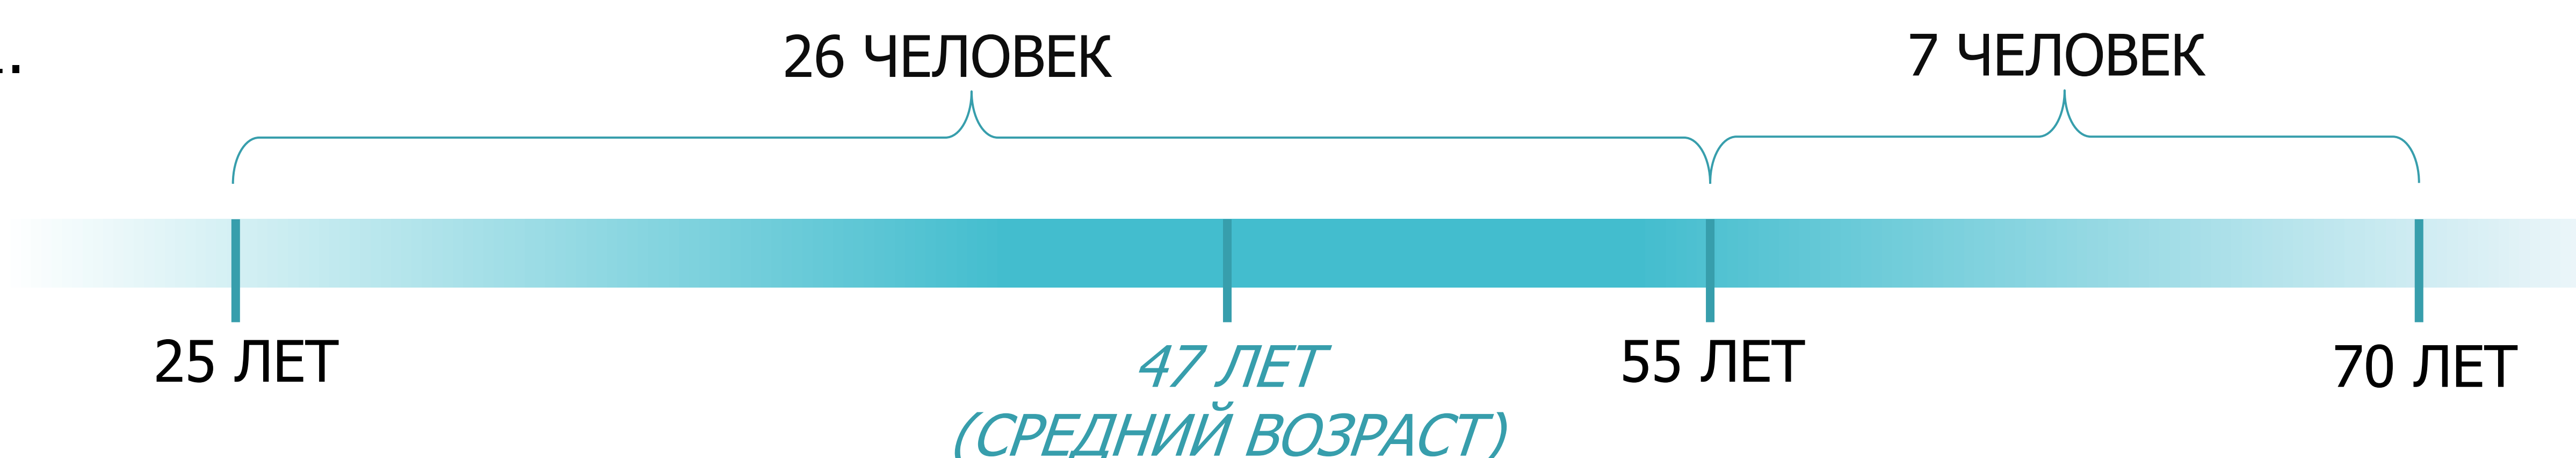 ..
26 ЧЕЛОВЕК
7 ЧЕЛОВЕК
25 ЛЕТ
47 ЛЕТ
(СРЕДНИЙ ВОЗРАСТ)
55 ЛЕТ
70 ЛЕТ